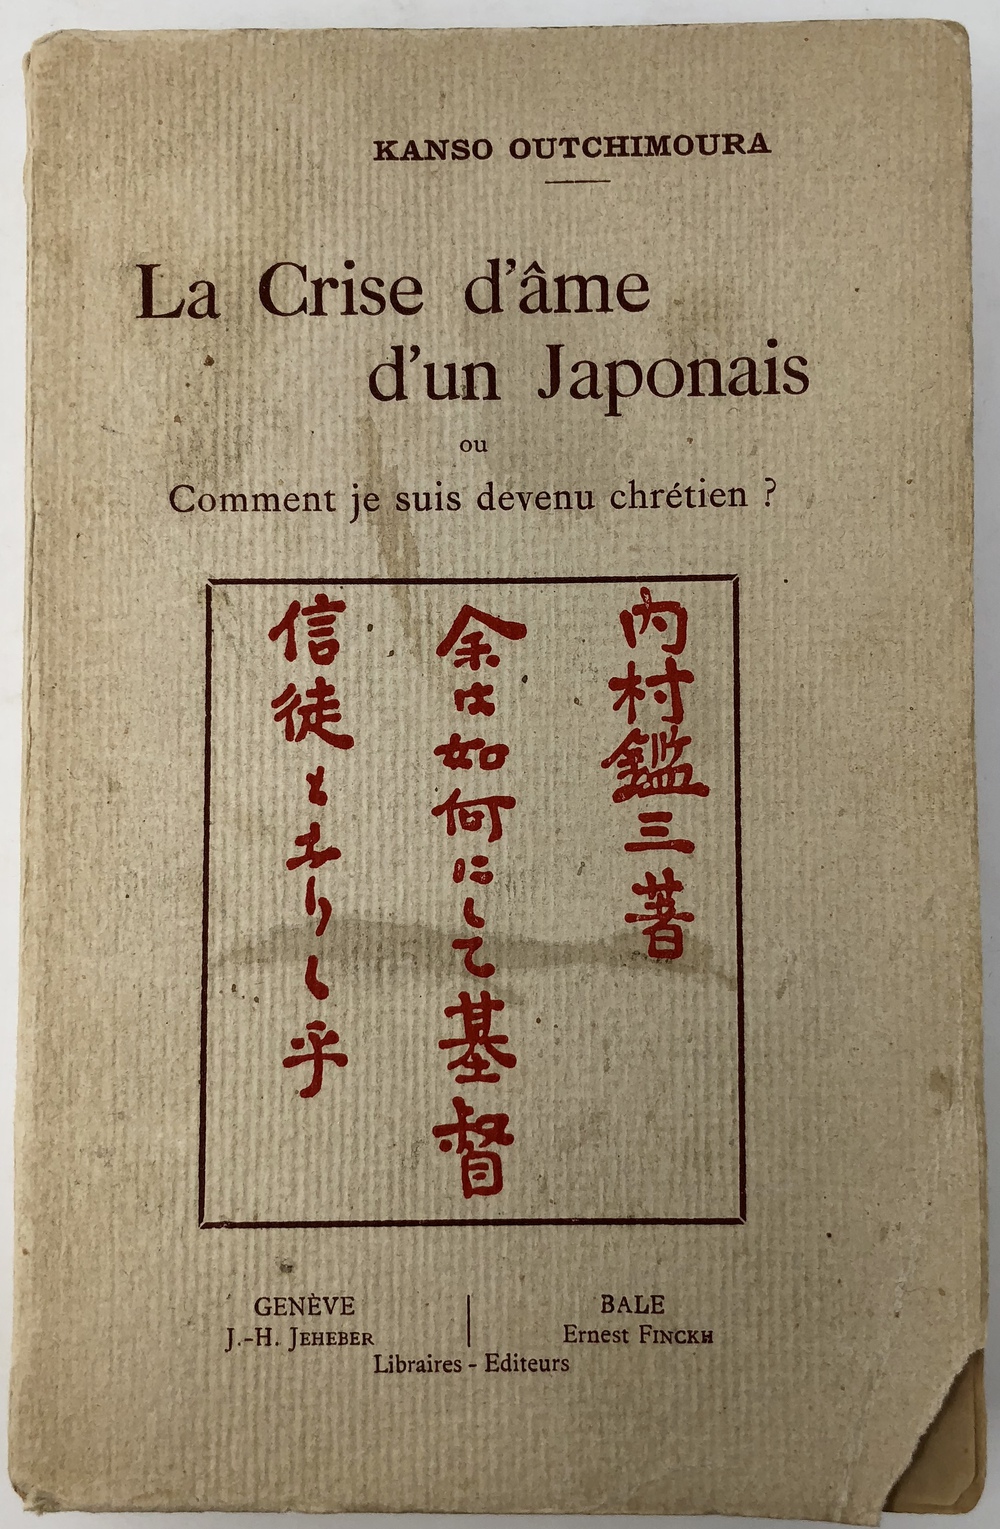 KANSO OUTCHIMOURA
La Crise d'âme
d'un Japonais
ou
Comment je suis devenu chrétien ?
內村鑑三著
余は如何にして基督
信徒となりし乎
GENÈVE
J.-H. JEHEBER
BALE
Ernest FINCKH
Libraires - Editeurs